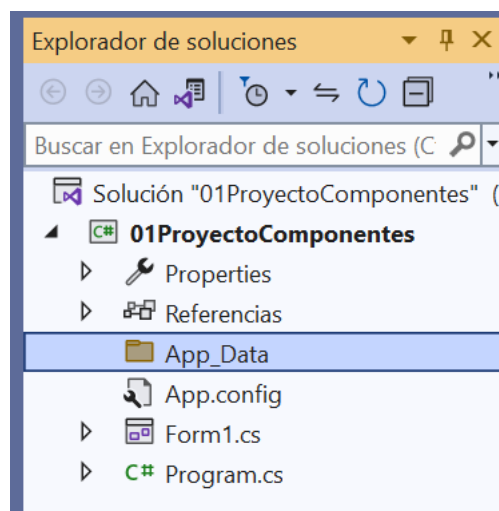 Explorador de soluciones
Buscar en Explorador de soluciones (C
Solución "01ProyectoComponentes" (
C# 01ProyectoComponentes
Properties
Referencias
App_Data
App.config
Form1.cs
C# Program.cs